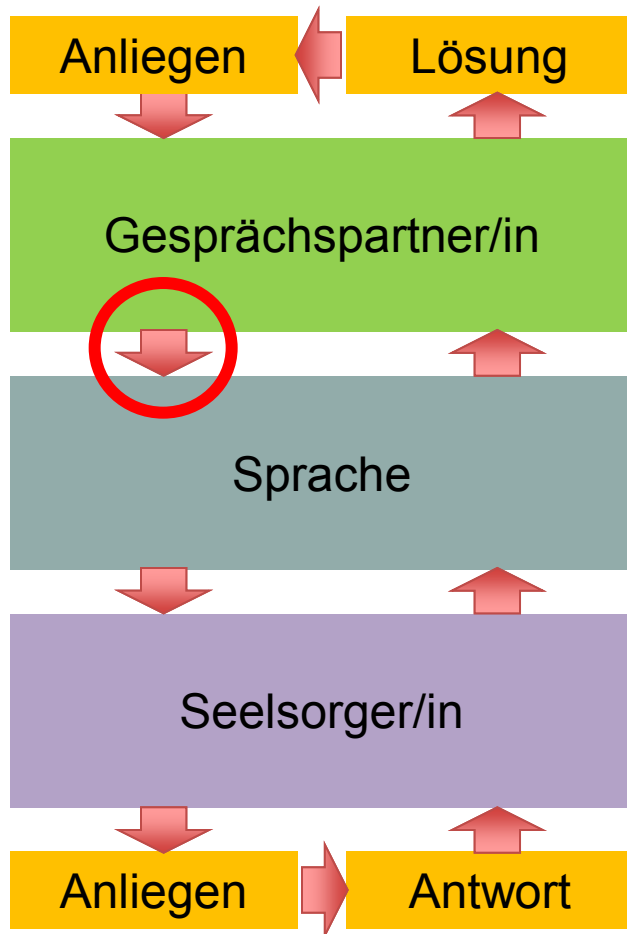 Anliegen
Lösung
Gesprächspartner/in
Sprache
Seelsorger/in
Anliegen
Antwort